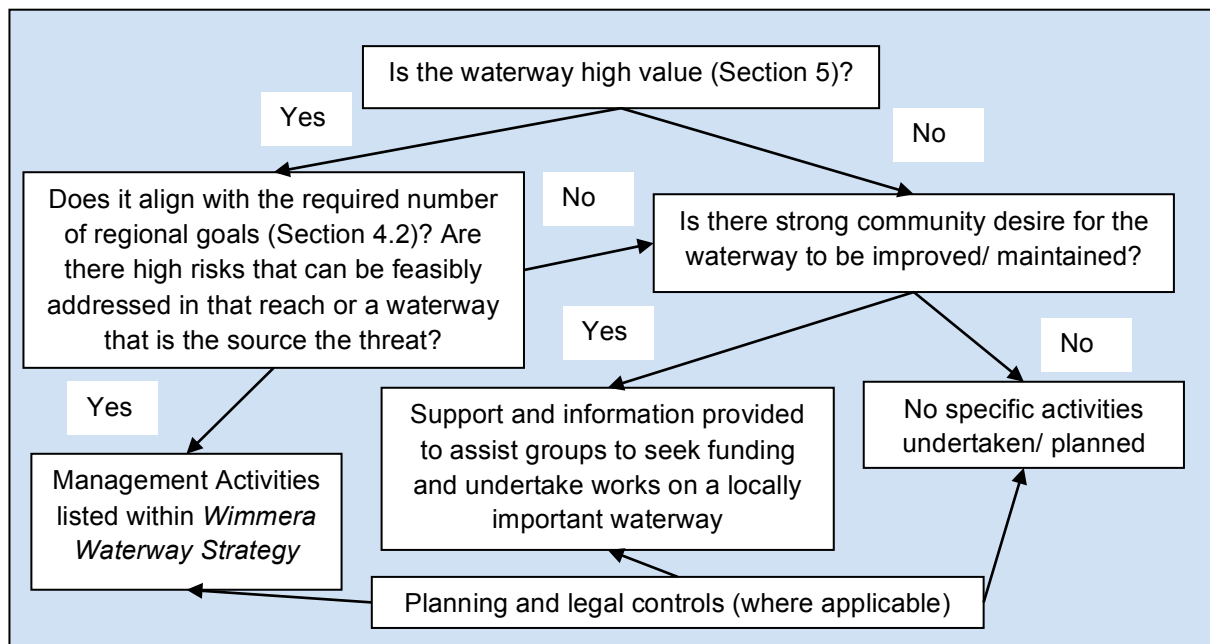 Is the waterway high value (Section 5)?
Yes
No
Does it align with the required number
of regional goals (Section 4.2)? Are
there high risks that can be feasibly
addressed in that reach or a waterway
that is the source the threat?
No
Is there strong community desire for the
waterway to be improved/ maintained?
Yes
Yes
No
Management Activities
listed within Wimmera
Waterway Strategy
Support and information provided
to assist groups to seek funding
and undertake works on a locally
important waterway
No specific activities
undertaken/ planned
Planning and legal controls (where applicable)